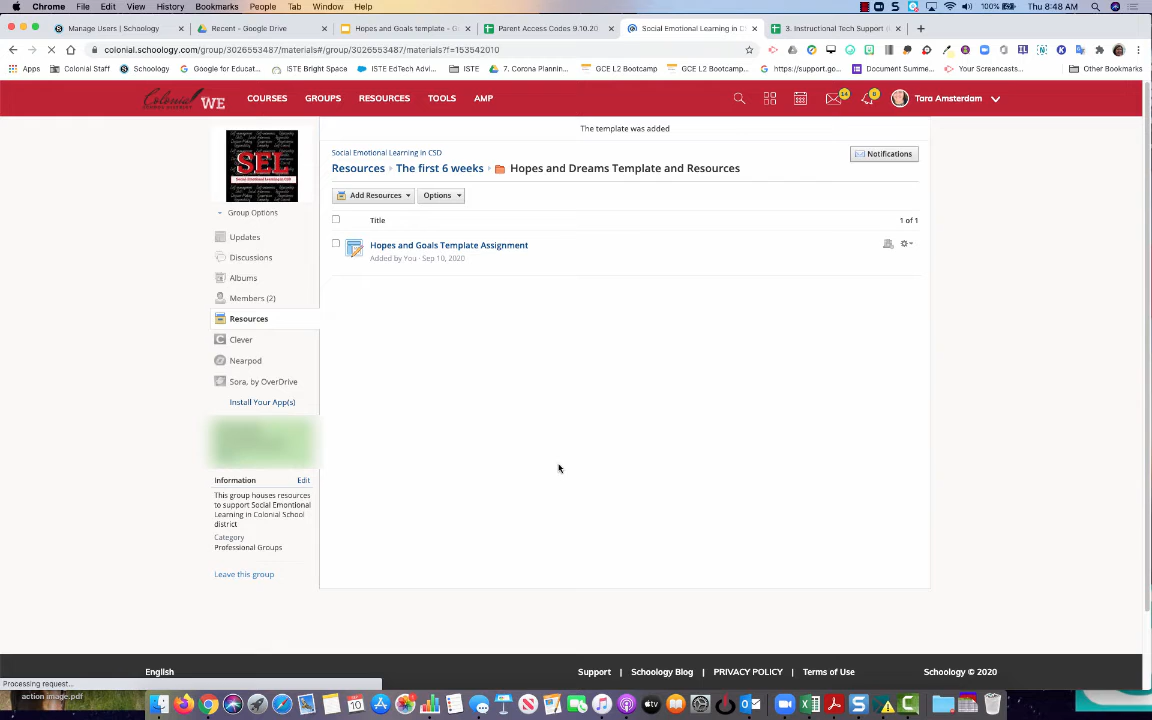 Chrome File Edit View History Bookmarks People Tab Window Help 100% Thu 8:48 AM
Manage Users | Schoology Recent - Google Drive Hopes and Goals template - G Parent Access Codes 9.10.20 Social Emotional Learning in C 3. Instructional Tech Support (
colonial.schoology.com/group/3026553487/materials#/group/3026553487/materials?f=153542010
Apps Colonial Staff Schoology Google for Educat... ISTE Bright Space ISTE EdTech Advi... ISTE 7. Corona Plannin... GCE L2 Bootcamp GCE L2 Bootcamp... https://support.go... Document Summe... Your Screencasts... Other Bookmarks
Colonial WE COURSES GROUPS RESOURCES TOOLS AMP 14 Tara Amsterdam
The template was added
Social Emotional Learning in CSD
Notifications
Resources The first 6 weeks Hopes and Dreams Template and Resources
SEL
Add Resources Options
Group Options
Title 1 of 1
Updates
Hopes and Goals Template Assignment
Added by You · Sep 10, 2020
Discussions
Albums
Members (2)
Resources
Clever
Nearpod
Sora, by OverDrive
Install Your App(s)
Information Edit
This group houses resources
to support Social Emontional
Learning in Colonial School
district
Category
Professional Groups
Leave this group
English Support | Schoology Blog | PRIVACY POLICY | Terms of Use Schoology © 2020
Processing request...
action image.pdf